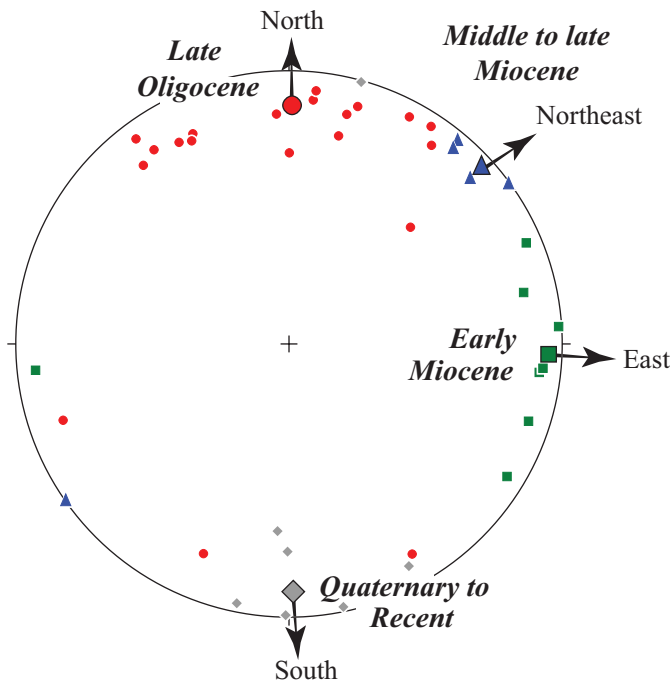 North
Late
Oligocene
Middle to late
Miocene
Northeast
Early
Miocene
East
Quaternary to
Recent
South